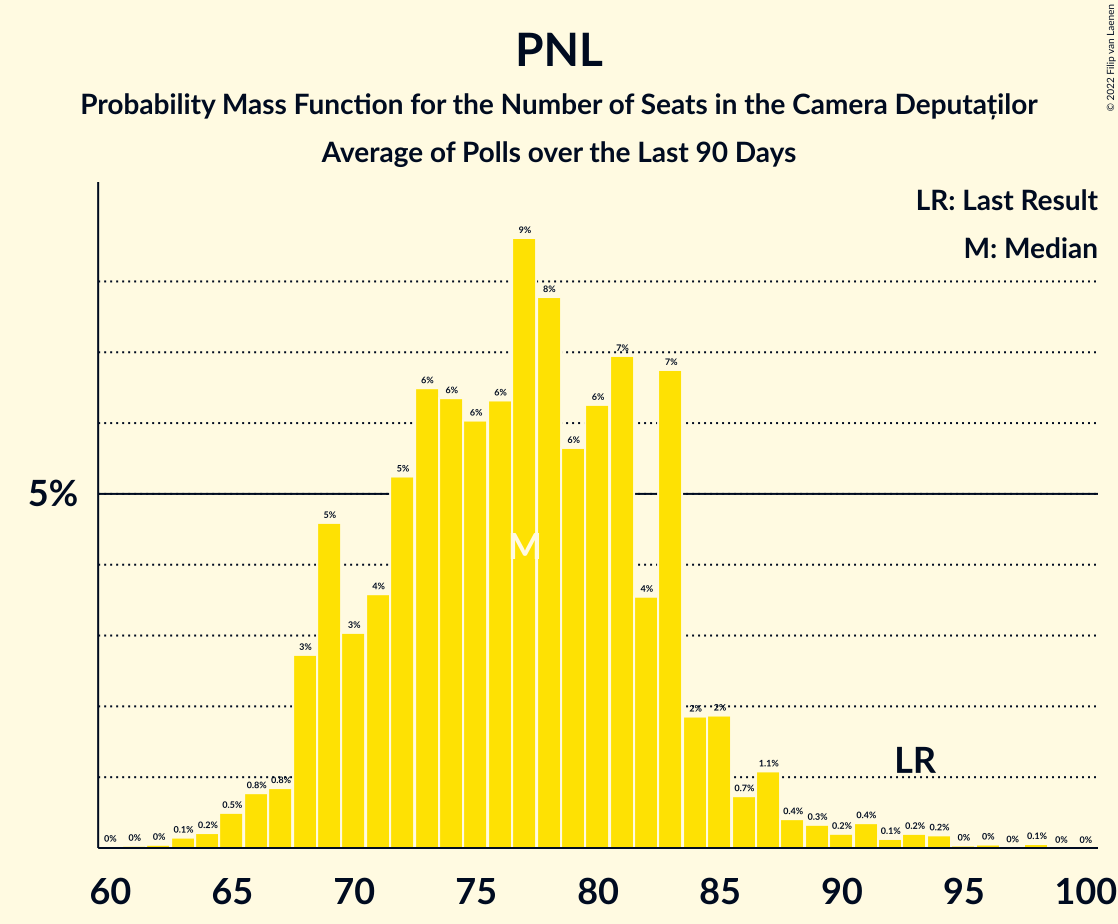 PNL
Probability Mass Function for the Number of Seats in the Camera Deputaților
Average of Polls over the Last 90 Days
© 2022 Filip van Laenen
LR: Last Result
M: Median
5%
0% 0% 0% 0.1% 0.2% 0.5% 0.8% 0.8% 3% 5% 3% 4% 5% 6% 6% 6% 6% 9% 8% 6% 6% 7% 4% 7% 2% 2% 0.7% 1.1% 0.4% 0.3% 0.2% 0.4% 0.1% 0.2% 0.2% 0% 0% 0% 0.1% 0% 0%
M
LR
60 65 70 75 80 85 90 95 100